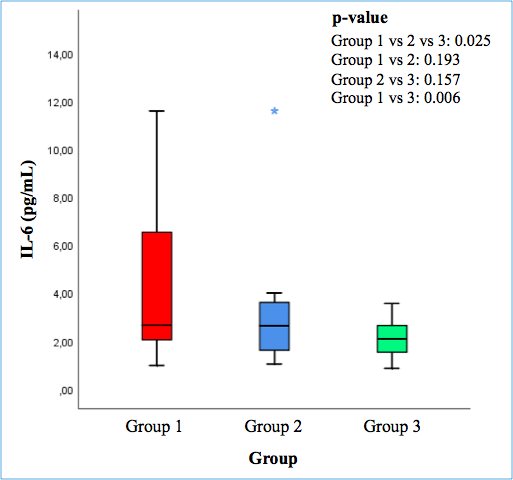 p-value
Group 1 vs 2 vs 3: 0.025
Group 1 vs 2: 0.193
Group 2 vs 3: 0.157
Group 1 vs 3: 0.006
IL-6 (pg/mL)
14,00
12,00
10,00
8,00
6,00
4,00
2,00
,00
Group 1
Group 2
Group 3
Group